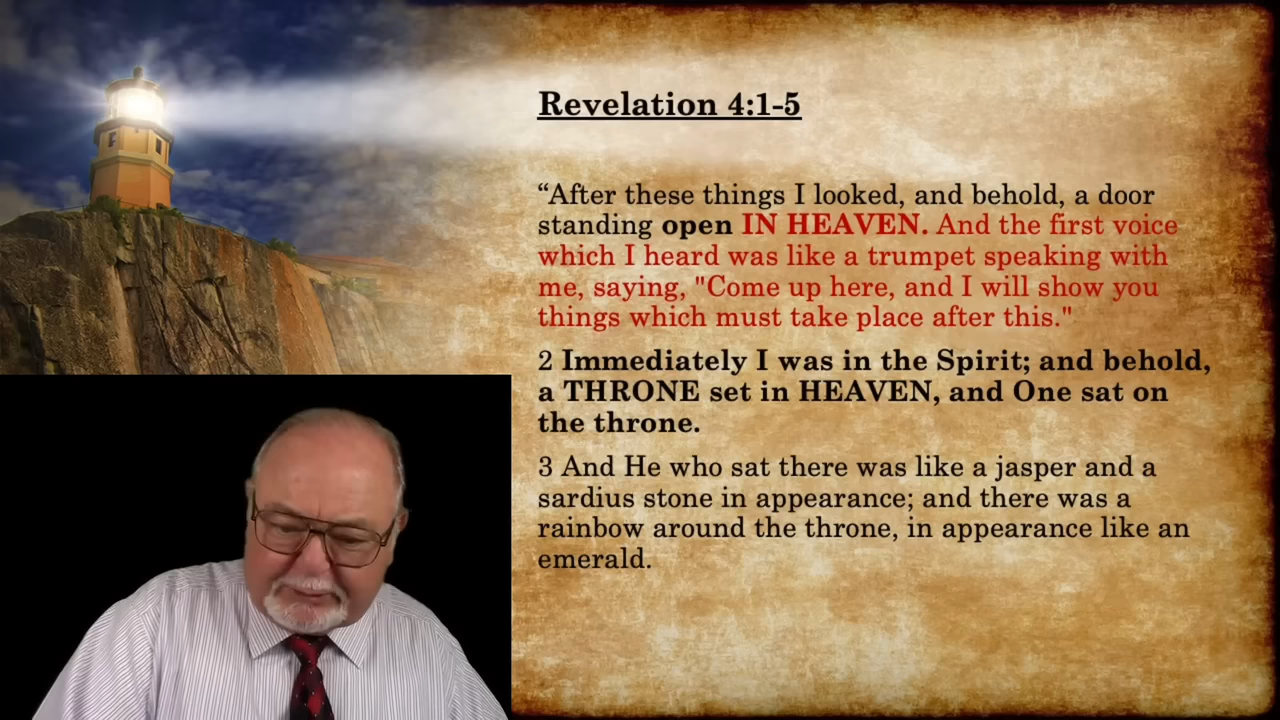 Revelation 4:1-5
“After these things I looked, and behold, a door
standing open IN HEAVEN. And the first voice
which I heard was like a trumpet speaking with
me, saying, "Come up here, and I will show you
things which must take place after this."
2 Immediately I was in the Spirit; and behold,
a THRONE set in HEAVEN, and One sat on
the throne.
3 And He who sat there was like a jasper and a
sardius stone in appearance; and there was a
rainbow around the throne, in appearance like an
emerald.